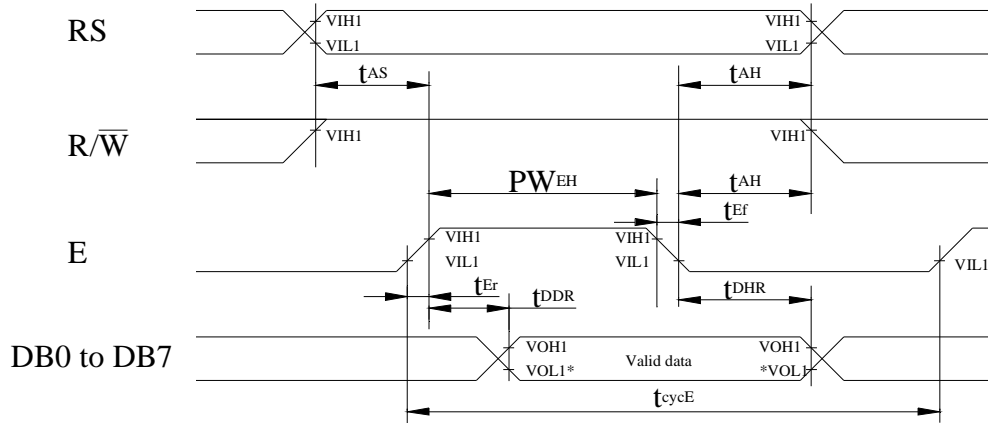 RS
VIH1
VIL1
VIH1
VIL1
tAS
tAH
R/W̅
VIH1
VIH1
PWEH
tAH
tEf
E
VIH1
VIL1
VIH1
VIL1
VIL1
tEr
tDDR
tDHR
DB0 to DB7
VOH1
VOL1*
Valid data
VOH1
*VOL1
tcycE